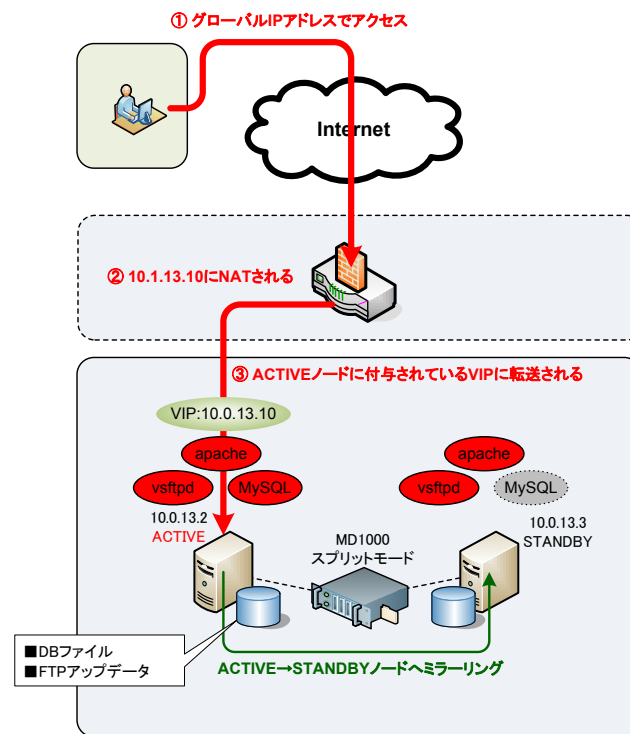 ① グローバルIPアドレスでアクセス
Internet
② 10.1.13.10にNATされる
③ ACTIVEノードに付与されているVIPに転送される
VIP:10.0.13.10
apache
vsftpd
MySQL
10.0.13.2
ACTIVE
apache
vsftpd
MySQL
10.0.13.3
STANDBY
MD1000
スプリットモード
■DBファイル
■FTPアップデータ
ACTIVE→STANDBYノードへミラーリング